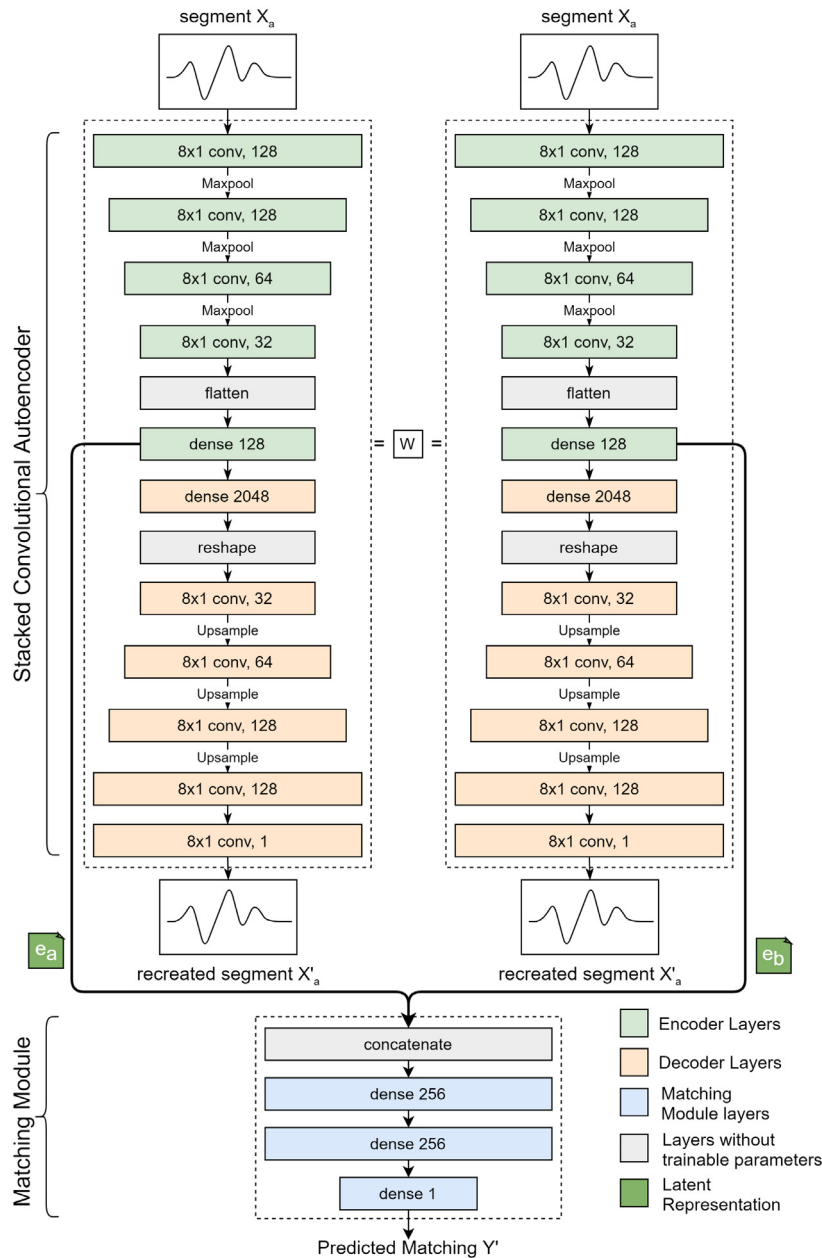 segment Xₐ
segment Xₐ
Stacked Convolutional Autoencoder
8x1 conv, 128
Maxpool
8x1 conv, 128
Maxpool
8x1 conv, 64
Maxpool
8x1 conv, 32
flatten
dense 128
dense 2048
reshape
8x1 conv, 32
Upsample
8x1 conv, 64
Upsample
8x1 conv, 128
Upsample
8x1 conv, 128
8x1 conv, 1
= W =
8x1 conv, 128
Maxpool
8x1 conv, 128
Maxpool
8x1 conv, 64
Maxpool
8x1 conv, 32
flatten
dense 128
dense 2048
reshape
8x1 conv, 32
Upsample
8x1 conv, 64
Upsample
8x1 conv, 128
Upsample
8x1 conv, 128
8x1 conv, 1
eₐ
e_b
recreated segment X'ₐ
recreated segment X'ₐ
Matching Module
concatenate
dense 256
dense 256
dense 1
Predicted Matching Y'
Encoder Layers
Decoder Layers
Matching
Module layers
Layers without
trainable parameters
Latent
Representation